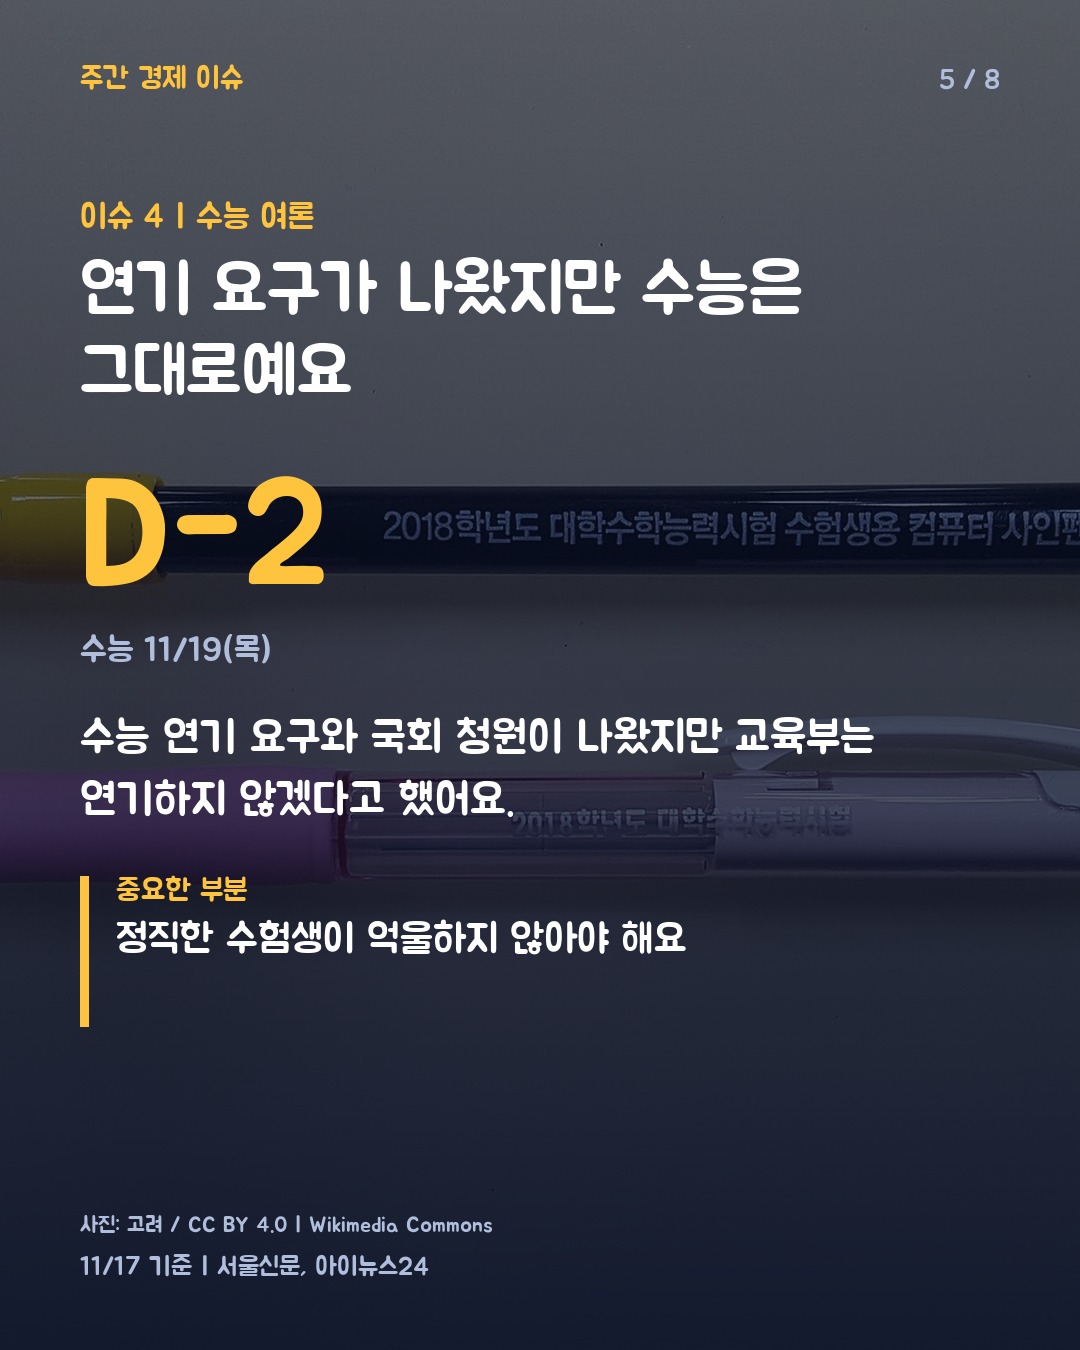 주간 경제 이슈
5 / 8
이슈 4 | 수능 여론
연기 요구가 나왔지만 수능은
그대로예요
D-2
2018학년도 대학수학능력시험 수험생용 컴퓨터 사인펜
수능 11/19(목)
수능 연기 요구와 국회 청원이 나왔지만 교육부는
연기하지 않겠다고 했어요.
2018학년도 대학수학능력시험
중요한 부분
정직한 수험생이 억울하지 않아야 해요
사진: 고려 / CC BY 4.0 | Wikimedia Commons
11/17 기준 | 서울신문, 아이뉴스24